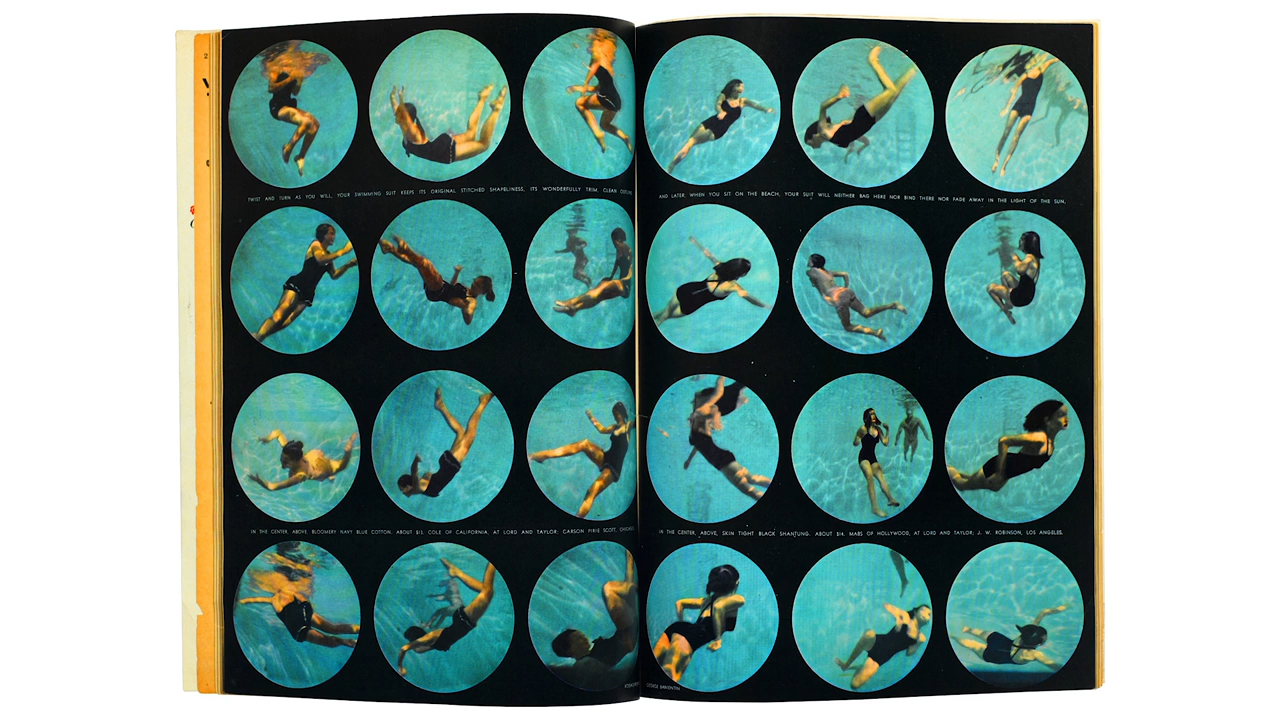 TWIST AND TURN AS YOU WILL, YOUR SWIMMING SUIT KEEPS ITS ORIGINAL STITCHED SHAPELINESS, ITS WONDERFULLY TRIM, CLEAN
AND LATER, WHEN YOU SIT ON THE BEACH, YOUR SUIT WILL NEITHER BAG HERE NOR BIND THERE NOR FADE AWAY IN THE LIGHT OF THE SUN.
IN THE CENTER, ABOVE, BLOOMERY NAVY BLUE COTTON. ABOUT $13. COLE OF CALIFORNIA, AT LORD AND TAYLOR; CARSON PIRIE SCOTT,
IN THE CENTER, ABOVE, SKIN TIGHT BLACK SHANTUNG. ABOUT $14. MABS OF HOLLYWOOD, AT LORD AND TAYLOR; J. W. ROBINSON, LOS ANGELES.
GEORGE BARKENTIN